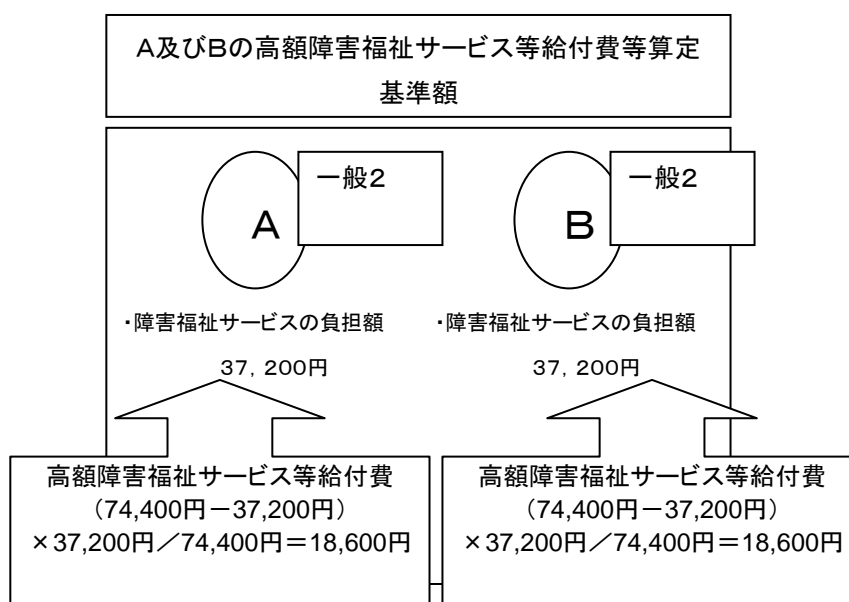 A及びBの高額障害福祉サービス等給付費等算定
基準額
A
一般2
B
一般2
・障害福祉サービスの負担額
37,200円
・障害福祉サービスの負担額
37,200円
高額障害福祉サービス等給付費
(74,400円-37,200円)
×37,200円/74,400円=18,600円
高額障害福祉サービス等給付費
(74,400円-37,200円)
×37,200円/74,400円=18,600円